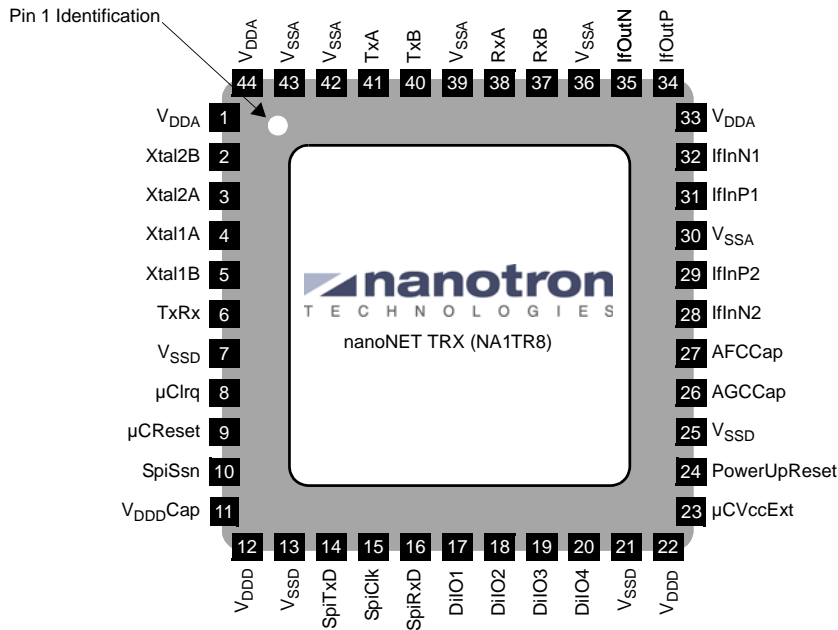 Pin 1 Identification
VDDA
VSSA
VSSA
TxA
TxB
VSSA
RxA
RxB
VSSA
IfOutN
IfOutP
44 43 42 41 40 39 38 37 36 35 34
VDDA 1
Xtal2B 2
Xtal2A 3
Xtal1A 4
Xtal1B 5
TxRx 6
VSSD 7
µCIrq 8
µCReset 9
SpiSsn 10
VDDDCap 11
nanotron
TECHNOLOGIES
nanoNET TRX (NA1TR8)
33 VDDA
32 IfInN1
31 IfInP1
30 VSSA
29 IfInP2
28 IfInN2
27 AFCCap
26 AGCCap
25 VSSD
24 PowerUpReset
23 µCVccExt
12 13 14 15 16 17 18 19 20 21 22
VDDD
VSSD
SpiTxD
SpiClk
SpiRxD
DiIO1
DiIO2
DiIO3
DiIO4
VSSD
VDDD